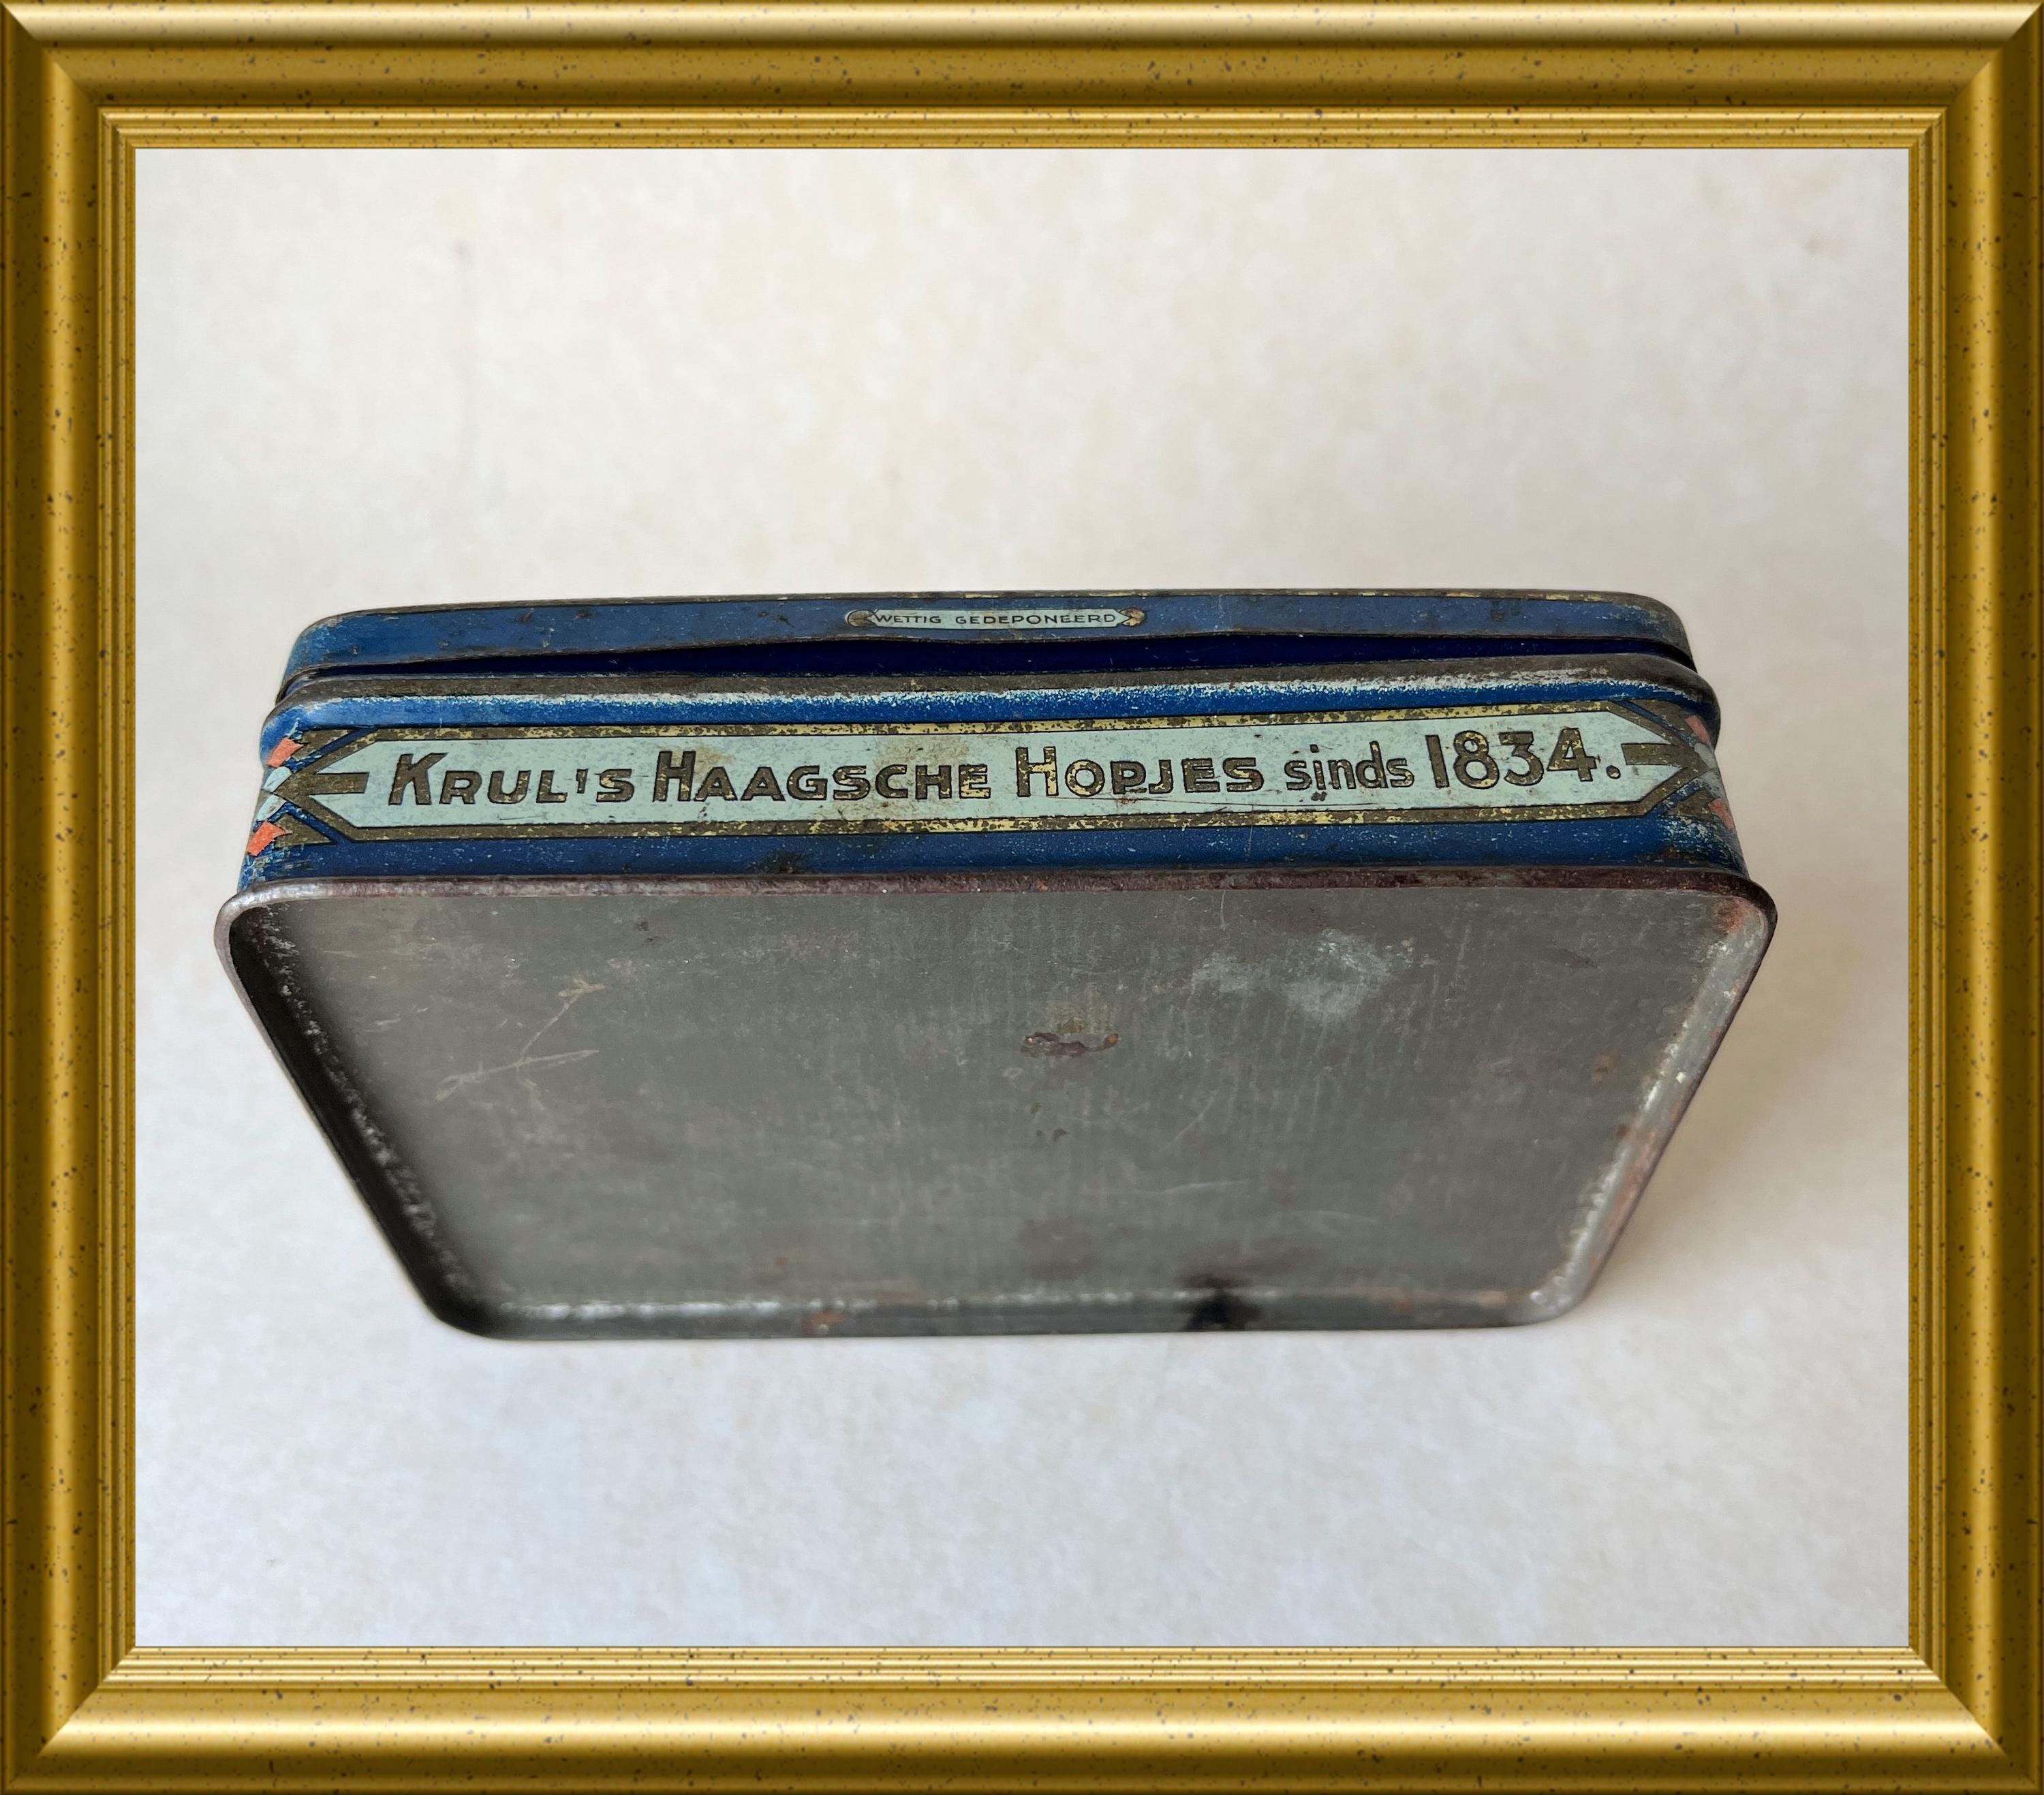 WETTIG GEDEPONEERD
KRUL'S HAAGSCHE HOPJES sinds 1834.